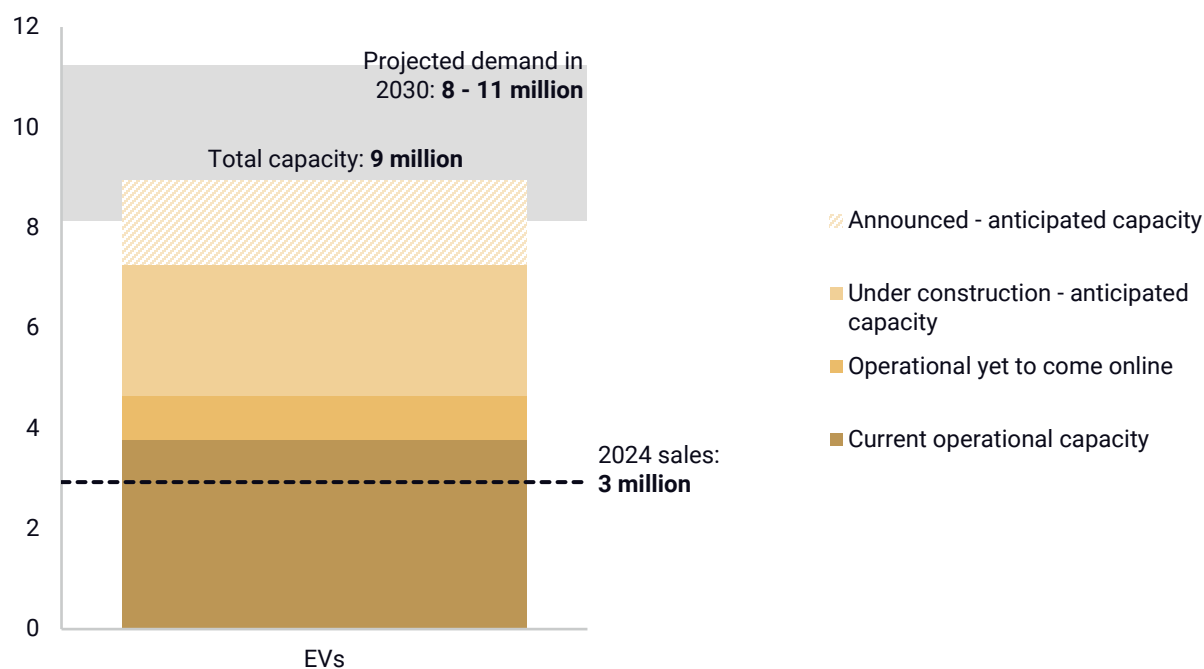 12
10
8
6
4
2
0
Projected demand in
2030: 8 - 11 million
Total capacity: 9 million
2024 sales:
3 million
EVs
Announced - anticipated capacity
Under construction - anticipated
capacity
Operational yet to come online
Current operational capacity